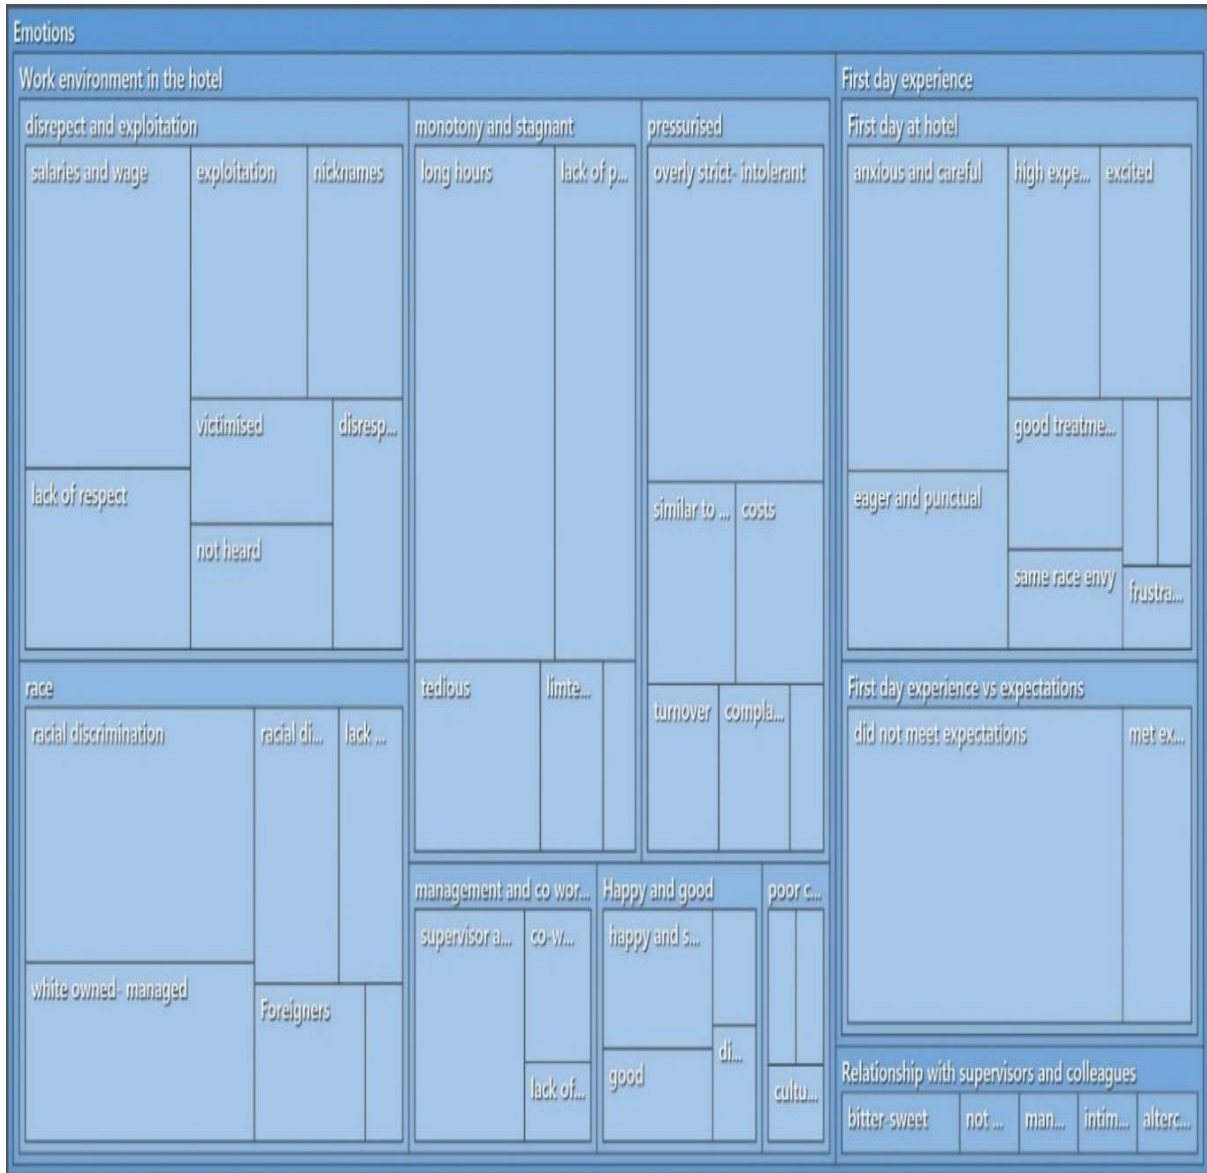 Emotions
Work environment in the hotel
disrepect and exploitation
salaries and wage
exploitation
nicknames
victimised
disresp...
lack of respect
not heard
race
racial discrimination
racial di...
lack ...
white owned- managed
Foreigners
monotony and stagnant
long hours
lack of p...
tedious
limte...
pressurised
overly strict- intolerant
similar to ...
costs
turnover
compla...
management and co wor...
supervisor a...
co-w...
lack of...
Happy and good
happy and s...
good
di...
poor c...
cultu...
First day experience
First day at hotel
anxious and careful
high expe...
excited
good treatme...
eager and punctual
same race envy
frustra...
First day experience vs expectations
did not meet expectations
met ex...
Relationship with supervisors and colleagues
bitter-sweet
not ...
man...
intim...
alterc...